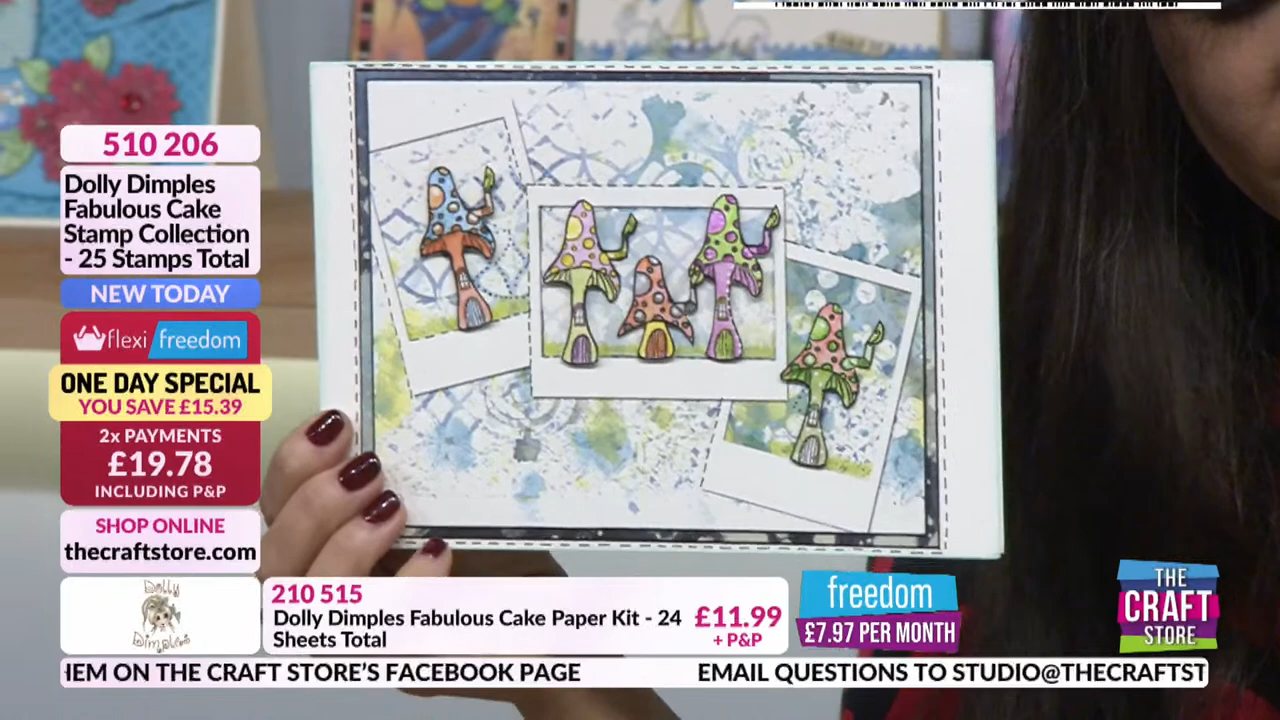 510 206
Dolly Dimples
Fabulous Cake
Stamp Collection
- 25 Stamps Total
NEW TODAY
flexi freedom
ONE DAY SPECIAL
YOU SAVE £15.39
2x PAYMENTS
£19.78
INCLUDING P&P
SHOP ONLINE
thecraftstore.com
Dolly
Dimples
210 515
Dolly Dimples Fabulous Cake Paper Kit - 24
Sheets Total
£11.99
+ P&P
freedom
£7.97 PER MONTH
THE
CRAFT
STORE
HEM ON THE CRAFT STORE'S FACEBOOK PAGE
EMAIL QUESTIONS TO STUDIO@THECRAFTST